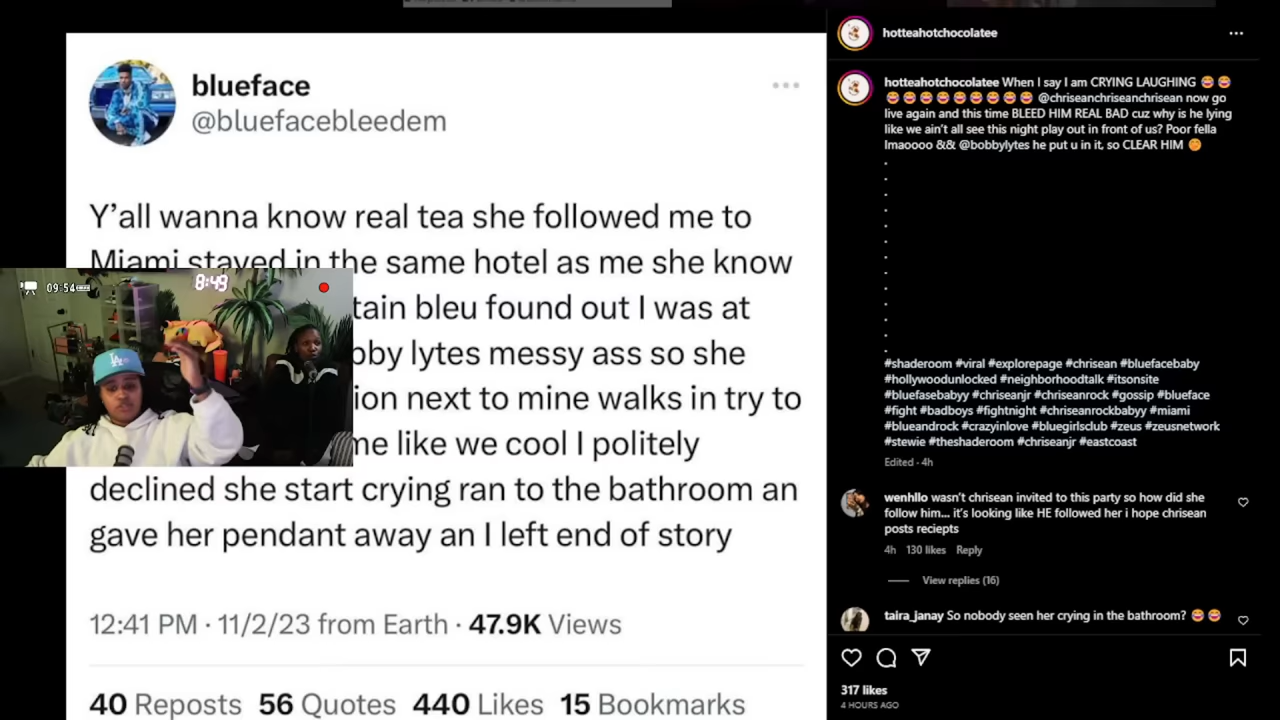 blueface
@bluefacebleedem
Y'all wanna know real tea she followed me to
Miami stayed in the same hotel as me she know
tain bleu found out I was at
bby lytes messy ass so she
ion next to mine walks in try to
me like we cool I politely
declined she start crying ran to the bathroom an
gave her pendant away an I left end of story
12:41 PM · 11/2/23 from Earth · 47.9K Views
40 Reposts 56 Quotes 440 Likes 15 Bookmarks
09:54
8:49
LA
hotteahotchocolatee
hotteahotchocolatee When I say I am CRYING LAUGHING 😂😂
😂😂😂😂😂😂😂😂😂 @chriseanchriseanchrisean now go
live again and this time BLEED HIM REAL BAD cuz why is he lying
like we ain't all see this night play out in front of us? Poor fella
lmaoooo && @bobbylytes he put u in it, so CLEAR HIM 🤭
.
.
.
.
.
.
.
.
.
.
.
.
.
#shaderoom #viral #explorepage #chrisean #bluefacebaby
#hollywoodunlocked #neighborhoodtalk #itsonsite
#bluefasebabyy #chriseanjr #chriseanrock #gossip #blueface
#fight #badboys #fightnight #chriseanrockbabyy #miami
#blueandrock #crazyinlove #bluegirlsclub #zeus #zeusnetwork
#stewie #theshaderoom #chriseanjr #eastcoast
Edited · 4h
wenhllo wasn't chrisean invited to this party so how did she
follow him... it's looking like HE followed her i hope chrisean
posts reciepts
4h 130 likes Reply
View replies (16)
taira_janay So nobody seen her crying in the bathroom? 😂😂
317 likes
4 HOURS AGO